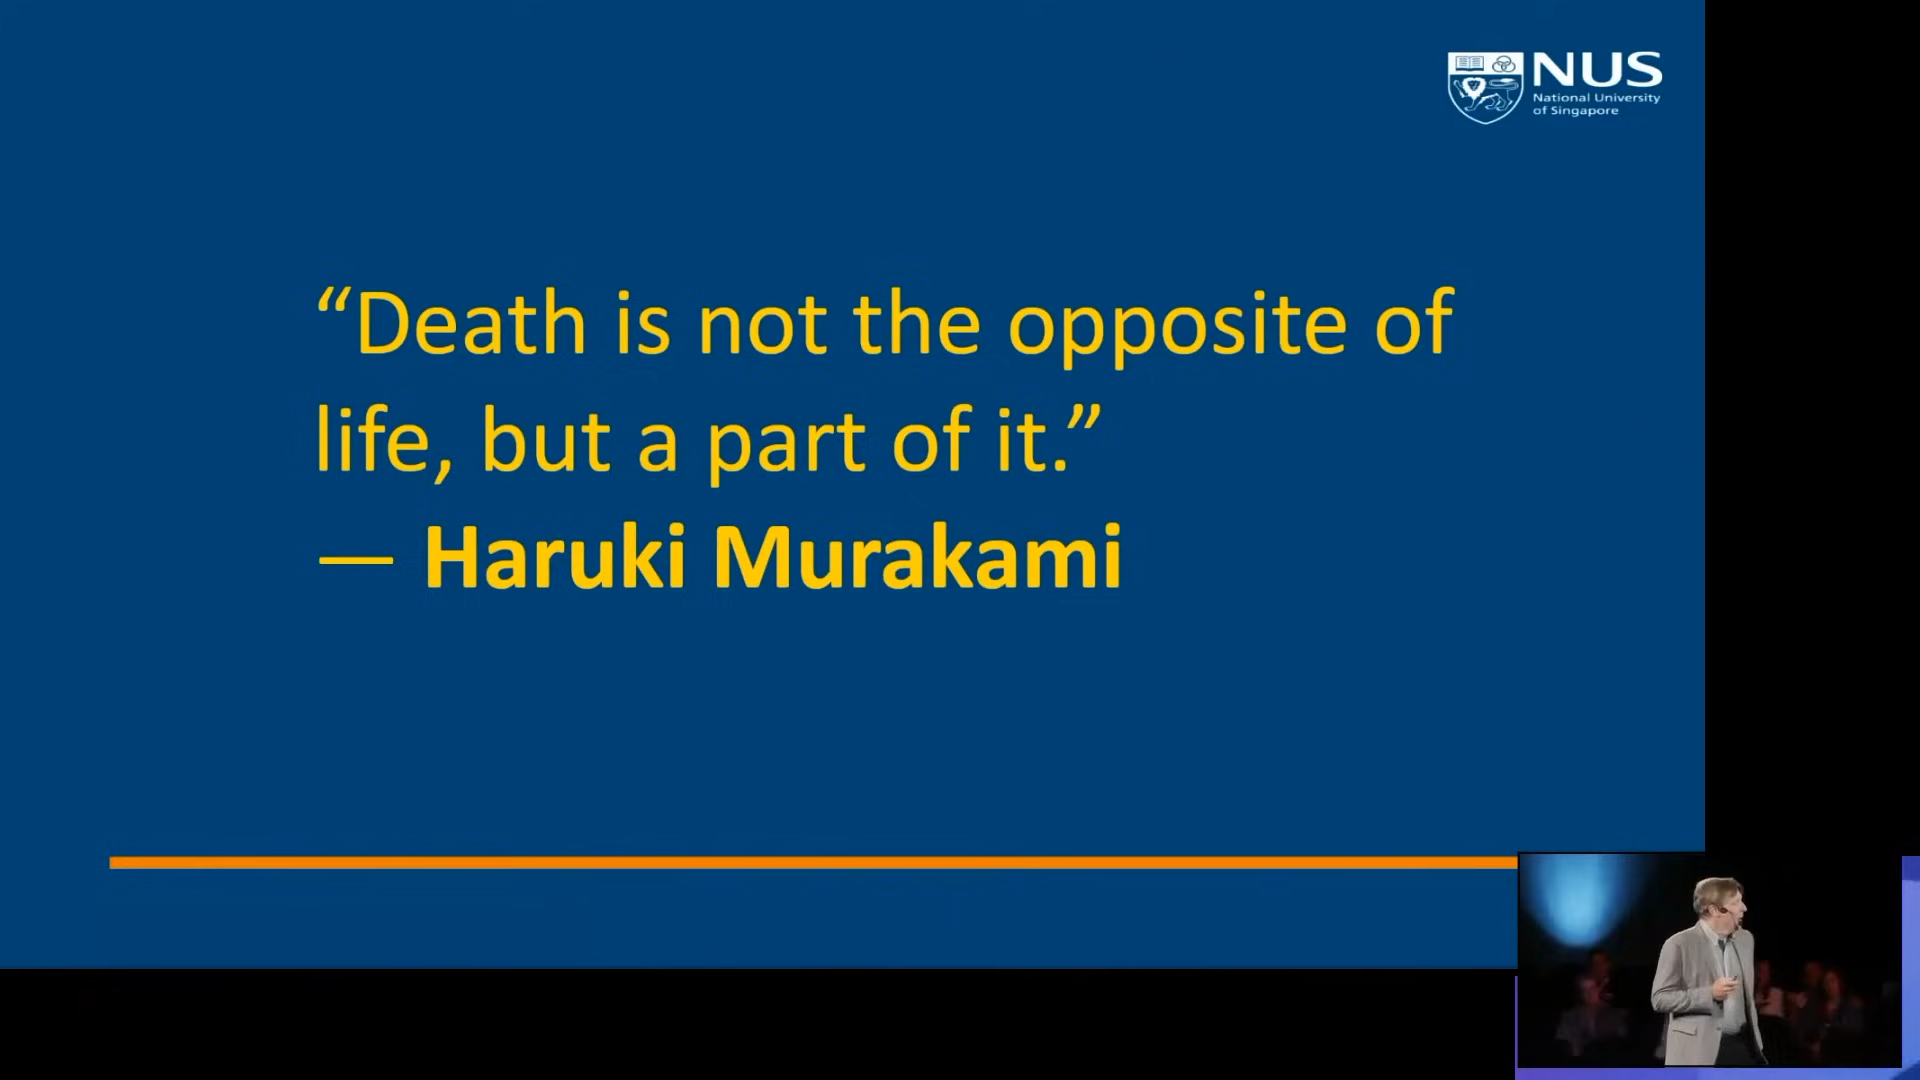 NUS
National University
of Singapore
“Death is not the opposite of
life, but a part of it.”
— Haruki Murakami